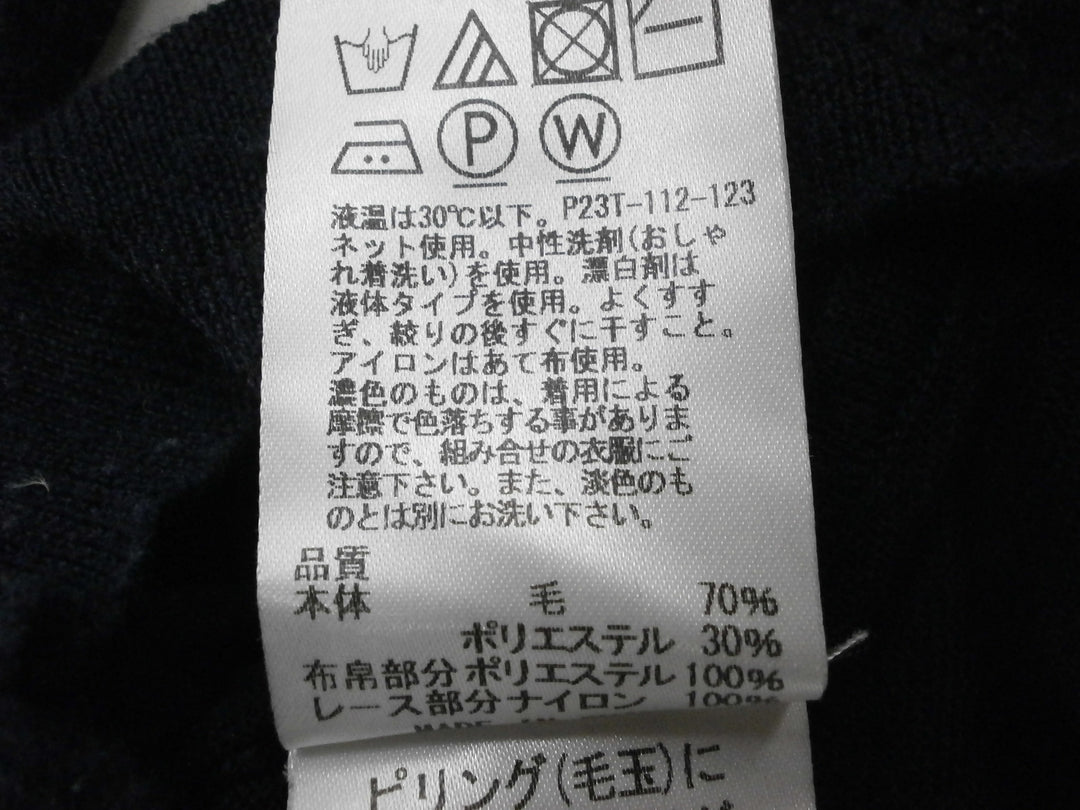 P W
液温は30℃以下。P23T-112-123
ネット使用。中性洗剤(おしゃ
れ着洗い)を使用。漂白剤は
液体タイプを使用。よくすす
ぎ、絞りの後すぐに干すこと。
アイロンはあて布使用。
濃色のものは、着用による
摩擦で色落ちする事がありま
すので、組み合せの衣服にご
注意下さい。また、淡色のも
のとは別にお洗い下さい。
品質
本体 毛 70%
ポリエステル 30%
布帛部分 ポリエステル 100%
レース部分 ナイロン 100%
MADE IN
ピリング(毛玉)に